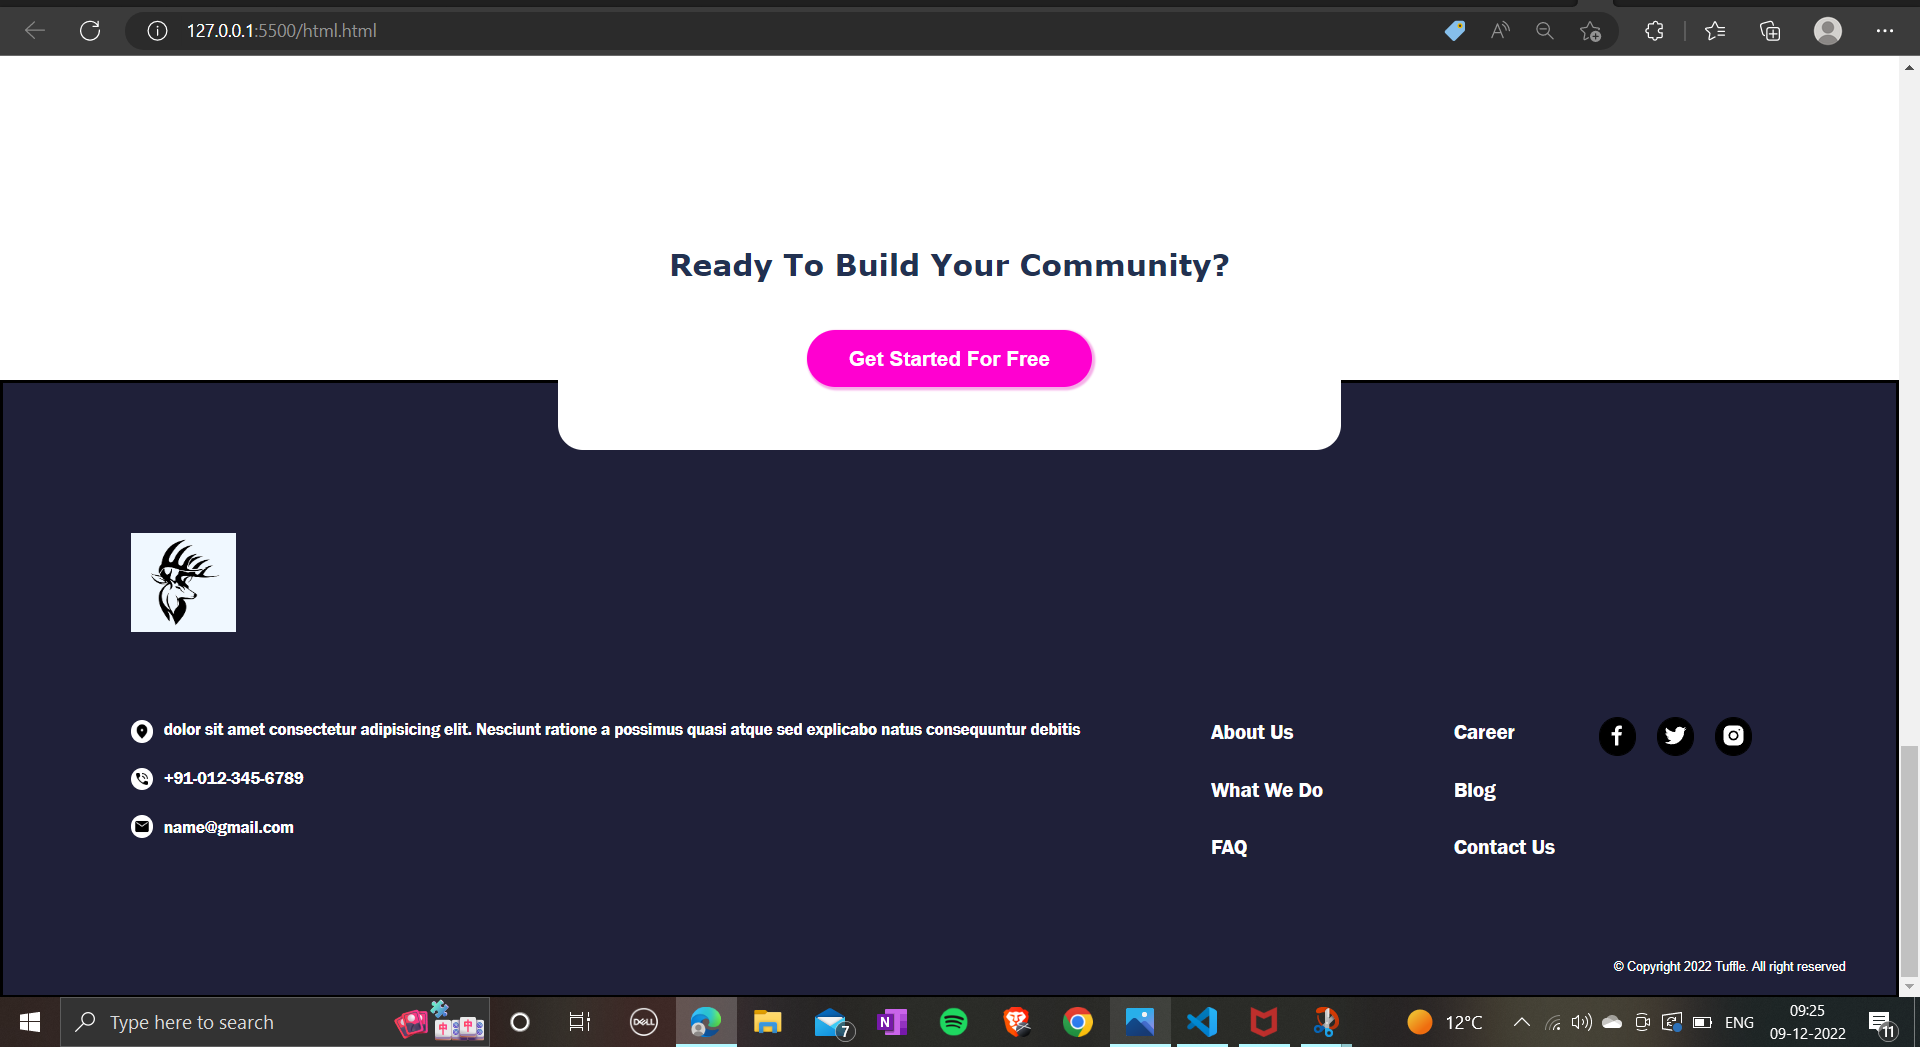 127.0.0.1:5500/html.html
Ready To Build Your Community?
Get Started For Free
dolor sit amet consectetur adipisicing elit. Nesciunt ratione a possimus quasi atque sed explicabo natus consequuntur debitis
+91-012-345-6789
name@gmail.com
About Us
What We Do
FAQ
Career
Blog
Contact Us
© Copyright 2022 Tuffle. All right reserved
Type here to search
DELL
7
N
12°C
ENG
09:25
09-12-2022
11